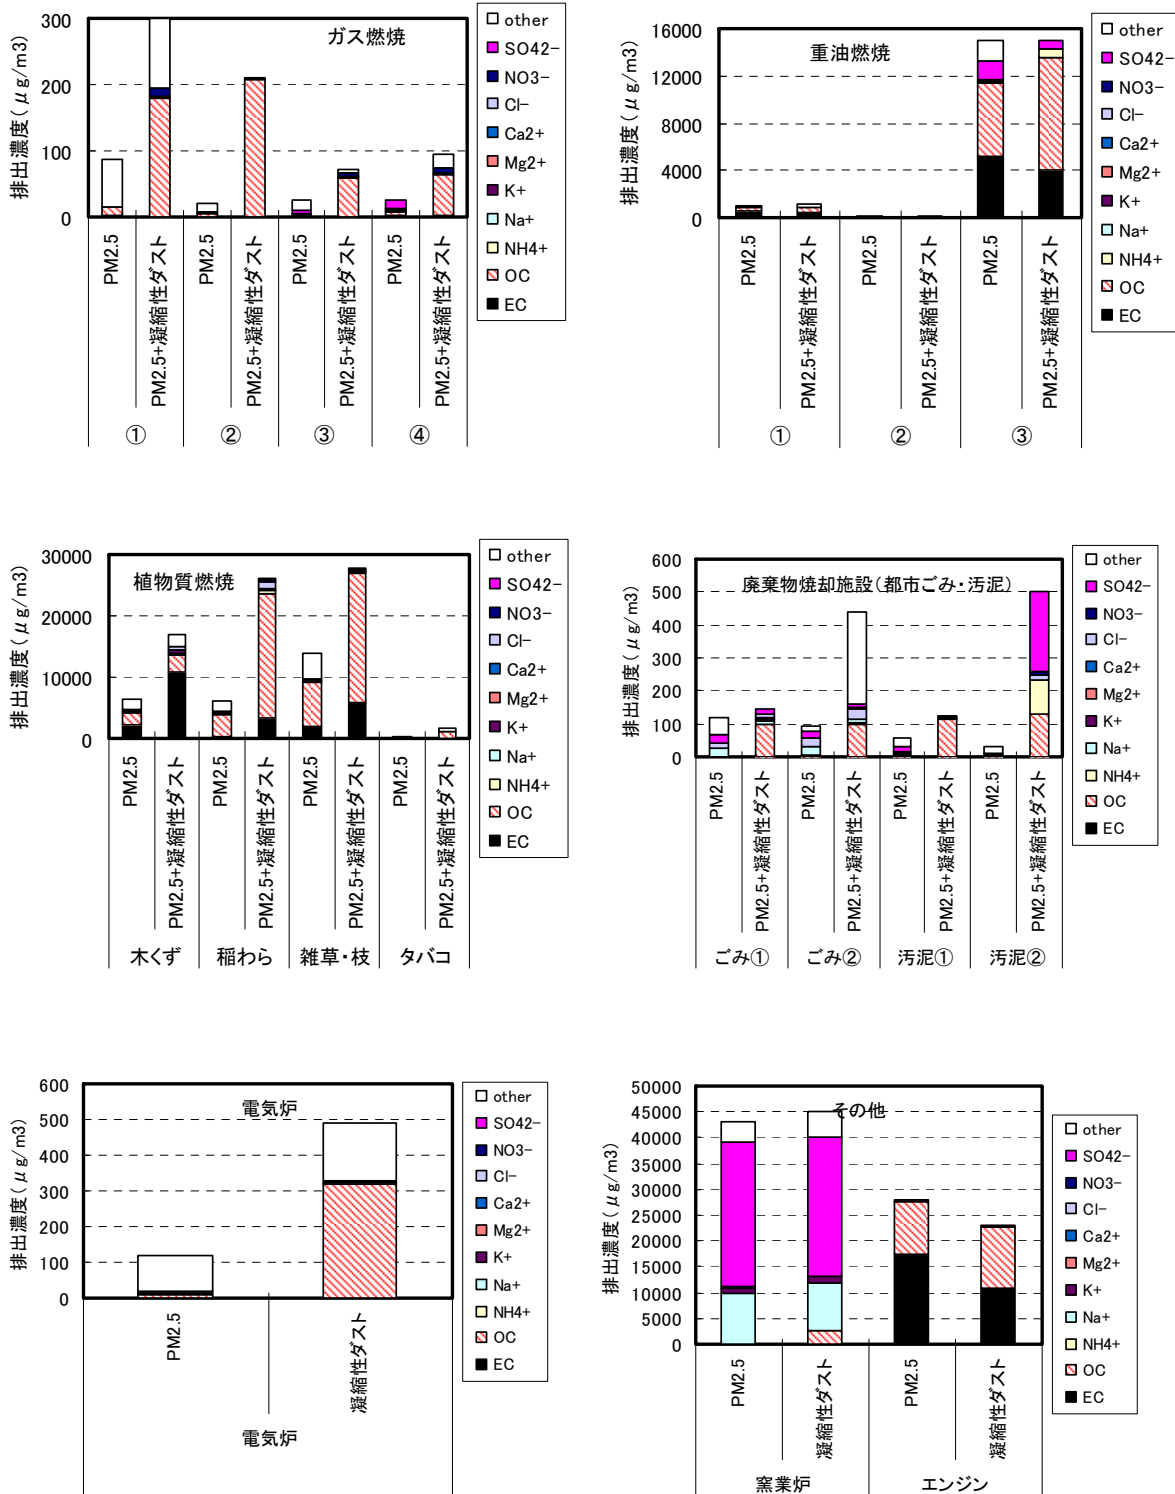 ガス燃焼
排出濃度(μg/m3)
300
200
100
0
PM2.5
PM2.5+凝縮性ダスト
PM2.5
PM2.5+凝縮性ダスト
PM2.5
PM2.5+凝縮性ダスト
PM2.5
PM2.5+凝縮性ダスト
①
②
③
④
other
SO42-
NO3-
Cl-
Ca2+
Mg2+
K+
Na+
NH4+
OC
EC
重油燃焼
排出濃度(μg/m3)
16000
12000
8000
4000
0
PM2.5
PM2.5+凝縮性ダスト
PM2.5
PM2.5+凝縮性ダスト
PM2.5
PM2.5+凝縮性ダスト
①
②
③
other
SO42-
NO3-
Cl-
Ca2+
Mg2+
K+
Na+
NH4+
OC
EC
植物質燃焼
排出濃度(μg/m3)
30000
20000
10000
0
PM2.5
PM2.5+凝縮性ダスト
PM2.5
PM2.5+凝縮性ダスト
PM2.5
PM2.5+凝縮性ダスト
PM2.5
PM2.5+凝縮性ダスト
木くず
稲わら
雑草・枝
タバコ
other
SO42-
NO3-
Cl-
Ca2+
Mg2+
K+
Na+
NH4+
OC
EC
廃棄物焼却施設(都市ごみ・汚泥)
排出濃度(μg/m3)
600
500
400
300
200
100
0
PM2.5
PM2.5+凝縮性ダスト
PM2.5
PM2.5+凝縮性ダスト
PM2.5
PM2.5+凝縮性ダスト
PM2.5
PM2.5+凝縮性ダスト
ごみ①
ごみ②
汚泥①
汚泥②
other
SO42-
NO3-
Cl-
Ca2+
Mg2+
K+
Na+
NH4+
OC
EC
電気炉
排出濃度(μg/m3)
600
500
400
300
200
100
0
PM2.5
凝縮性ダスト
電気炉
other
SO42-
NO3-
Cl-
Ca2+
Mg2+
K+
Na+
NH4+
OC
EC
その他
排出濃度(μg/m3)
50000
45000
40000
35000
30000
25000
20000
15000
10000
5000
0
PM2.5
凝縮性ダスト
PM2.5
凝縮性ダスト
窯業炉
エンジン
other
SO42-
NO3-
Cl-
Ca2+
Mg2+
K+
Na+
NH4+
OC
EC